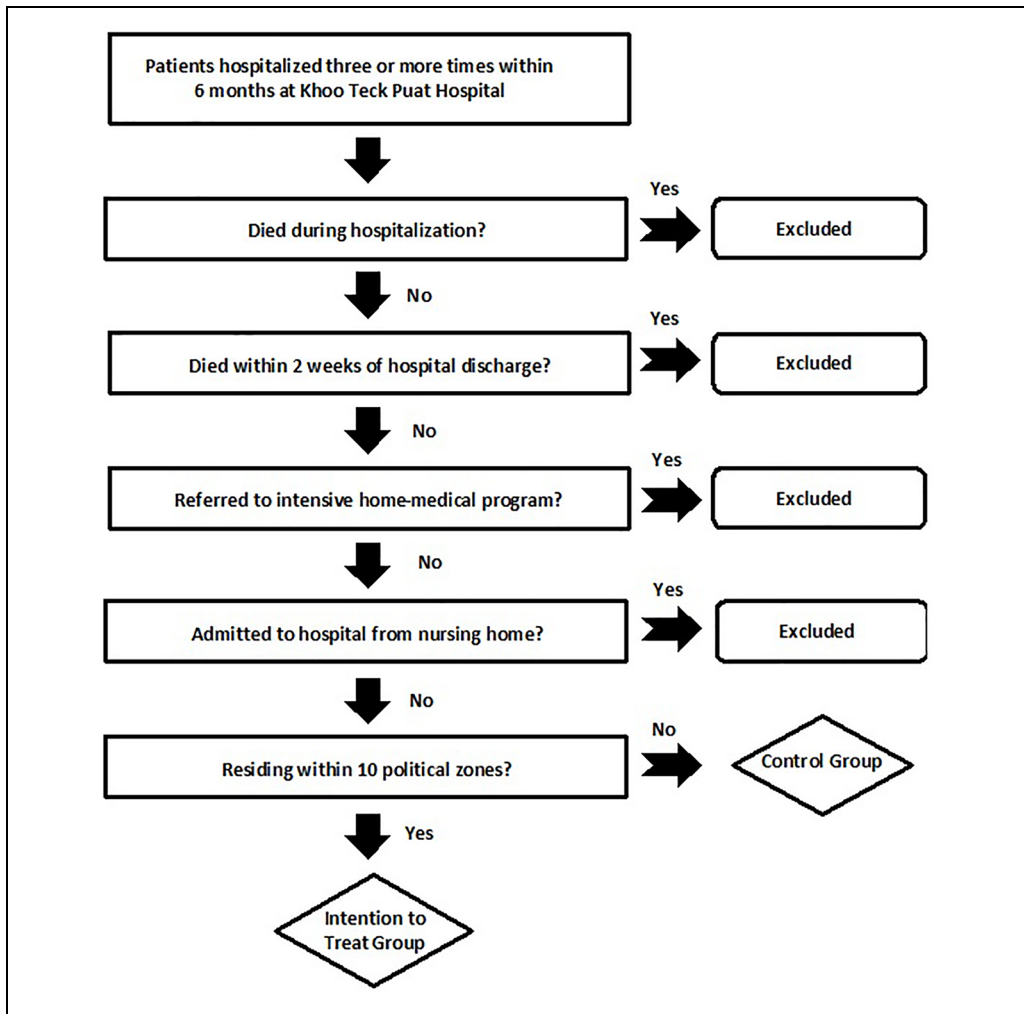 Patients hospitalized three or more times within
6 months at Khoo Teck Puat Hospital
Died during hospitalization?
Yes
Excluded
No
Died within 2 weeks of hospital discharge?
Yes
Excluded
No
Referred to intensive home-medical program?
Yes
Excluded
No
Admitted to hospital from nursing home?
Yes
Excluded
No
Residing within 10 political zones?
No
Control Group
Yes
Intention to
Treat Group